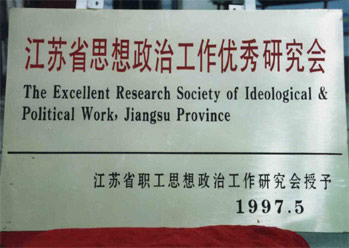 江苏省思想政治工作优秀研究会
The Excellent Research Society of Ideological &
Political Work, Jiangsu Province
江苏省职工思想政治工作研究会授予
1997.5